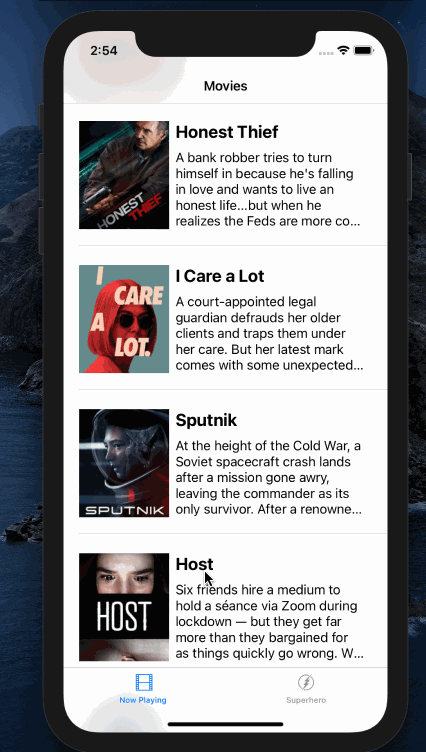 2:54
Movies
Honest Thief
A bank robber tries to turn
himself in because he's falling
in love and wants to live an
honest life...but when he
realizes the Feds are more co...
HONEST
THIEF
I Care a Lot
A court-appointed legal
guardian defrauds her older
clients and traps them under
her care. But her latest mark
comes with some unexpected...
I
CARE
A
LOT.
Sputnik
At the height of the Cold War, a
Soviet spacecraft crash lands
after a mission gone awry,
leaving the commander as its
only survivor. After a renowne...
SPUTNIK
Host
Six friends hire a medium to
hold a séance via Zoom during
lockdown — but they get far
more than they bargained for
as things quickly go wrong. W...
HOST
Now Playing
Superhero